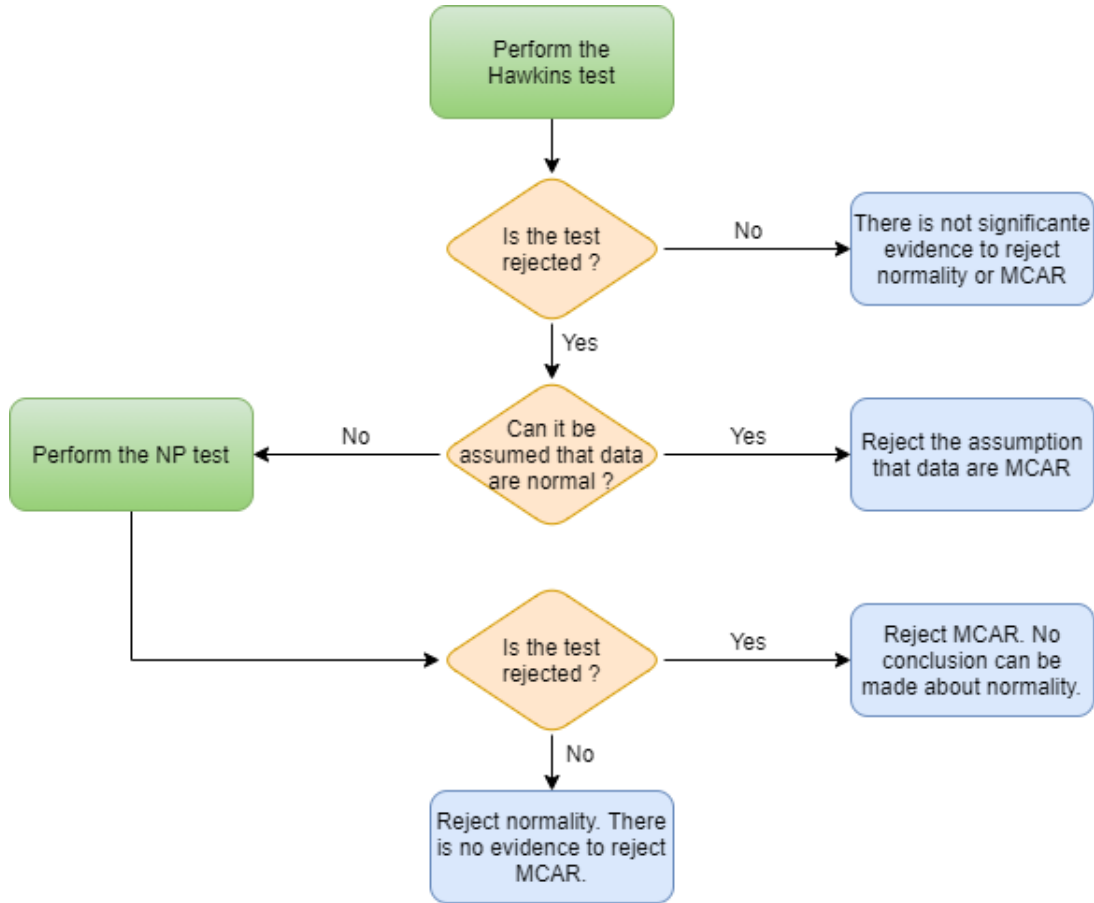 Perform the
Hawkins test
Is the test
rejected ?
No
There is not significante
evidence to reject
normality or MCAR
Yes
Perform the NP test
No
Can it be
assumed that data
are normal ?
Yes
Reject the assumption
that data are MCAR
Is the test
rejected ?
Yes
Reject MCAR. No
conclusion can be
made about normality.
No
Reject normality. There
is no evidence to reject
MCAR.